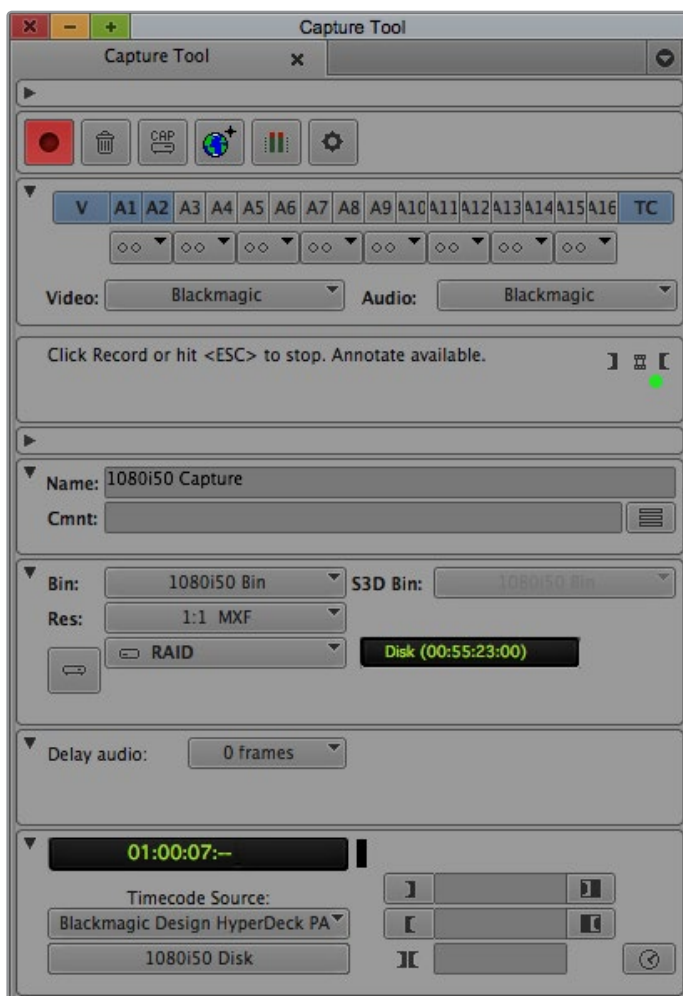 Capture Tool
Capture Tool
CAP
V A1 A2 A3 A4 A5 A6 A7 A8 A9 A10 A11 A12 A13 A14 A15 A16 TC
Video: Blackmagic Audio: Blackmagic
Click Record or hit <ESC> to stop. Annotate available.
Name: 1080i50 Capture
Cmnt:
Bin: 1080i50 Bin S3D Bin: 1080i50 Bin
Res: 1:1 MXF
RAID Disk (00:55:23:00)
Delay audio: 0 frames
01:00:07:--
Timecode Source:
Blackmagic Design HyperDeck PA
1080i50 Disk